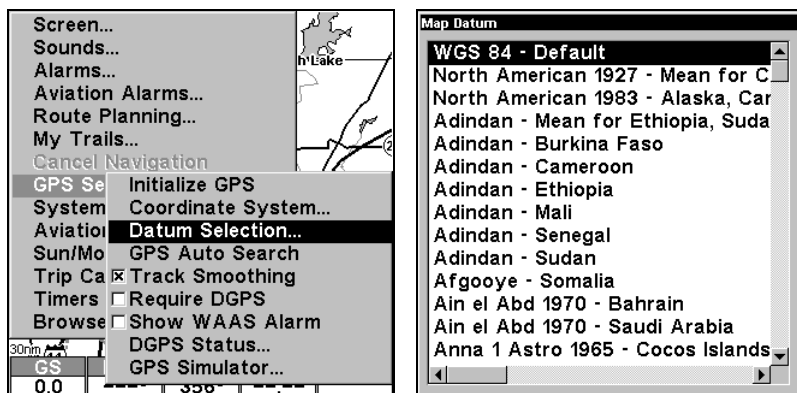 Screen...
Sounds...
Alarms...
Aviation Alarms...
Route Planning...
My Trails...
Cancel Navigation
GPS Se
System
Aviation
Sun/Mo
Trip Ca
Timers
Browse
Initialize GPS
Coordinate System...
Datum Selection...
GPS Auto Search
Track Smoothing
Require DGPS
Show WAAS Alarm
DGPS Status...
GPS Simulator...
Lake
30nm
GS
0.0
Map Datum
WGS 84 - Default
North American 1927 - Mean for C
North American 1983 - Alaska, Can
Adindan - Mean for Ethiopia, Suda
Adindan - Burkina Faso
Adindan - Cameroon
Adindan - Ethiopia
Adindan - Mali
Adindan - Senegal
Adindan - Sudan
Afgooye - Somalia
Ain el Abd 1970 - Bahrain
Ain el Abd 1970 - Saudi Arabia
Anna 1 Astro 1965 - Cocos Islands